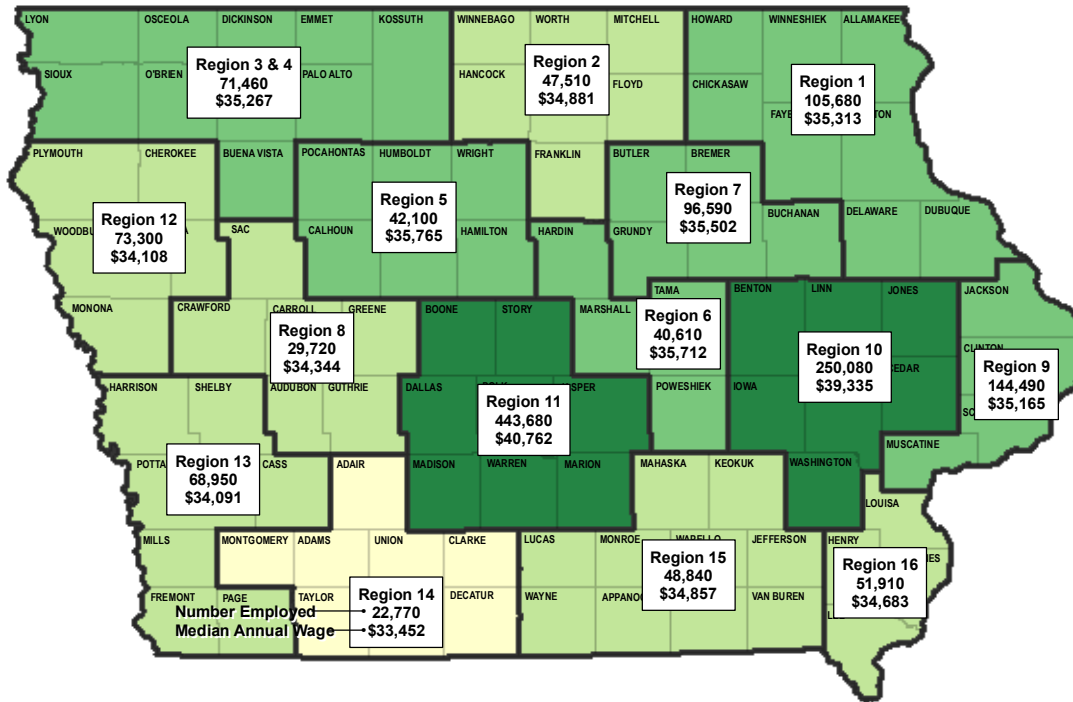 LYON OSCEOLA DICKINSON EMMET KOSSUTH WINNEBAGO WORTH MITCHELL HOWARD WINNESHIEK ALLAMAKEE
SIOUX O'BRIEN PALO ALTO HANCOCK FLOYD CHICKASAW
Region 3 & 4
71,460
$35,267
Region 2
47,510
$34,881
Region 1
105,680
$35,313
PLYMOUTH CHEROKEE BUENA VISTA POCAHONTAS HUMBOLDT WRIGHT FRANKLIN BUTLER BREMER
Region 12
73,300
$34,108
Region 5
42,100
$35,765
Region 7
96,590
$35,502
SAC CALHOUN HAMILTON HARDIN GRUNDY BUCHANAN DELAWARE DUBUQUE
MONONA CRAWFORD CARROLL GREENE BOONE STORY MARSHALL TAMA BENTON LINN JONES JACKSON
Region 8
29,720
$34,344
Region 6
40,610
$35,712
Region 10
250,080
$39,335
CLINTON
Region 9
144,490
$35,165
HARRISON SHELBY AUDUBON GUTHRIE DALLAS POWESHIEK IOWA
Region 11
443,680
$40,762
MUSCATINE
Region 13
68,950
$34,091
CASS ADAIR MADISON WARREN MARION MAHASKA KEOKUK WASHINGTON
LOUISA
MILLS MONTGOMERY ADAMS UNION CLARKE LUCAS MONROE JEFFERSON HENRY
Region 15
48,840
$34,857
Region 16
51,910
$34,683
FREMONT PAGE TAYLOR DECATUR WAYNE VAN BUREN
Region 14
Number Employed 22,770
Median Annual Wage $33,452